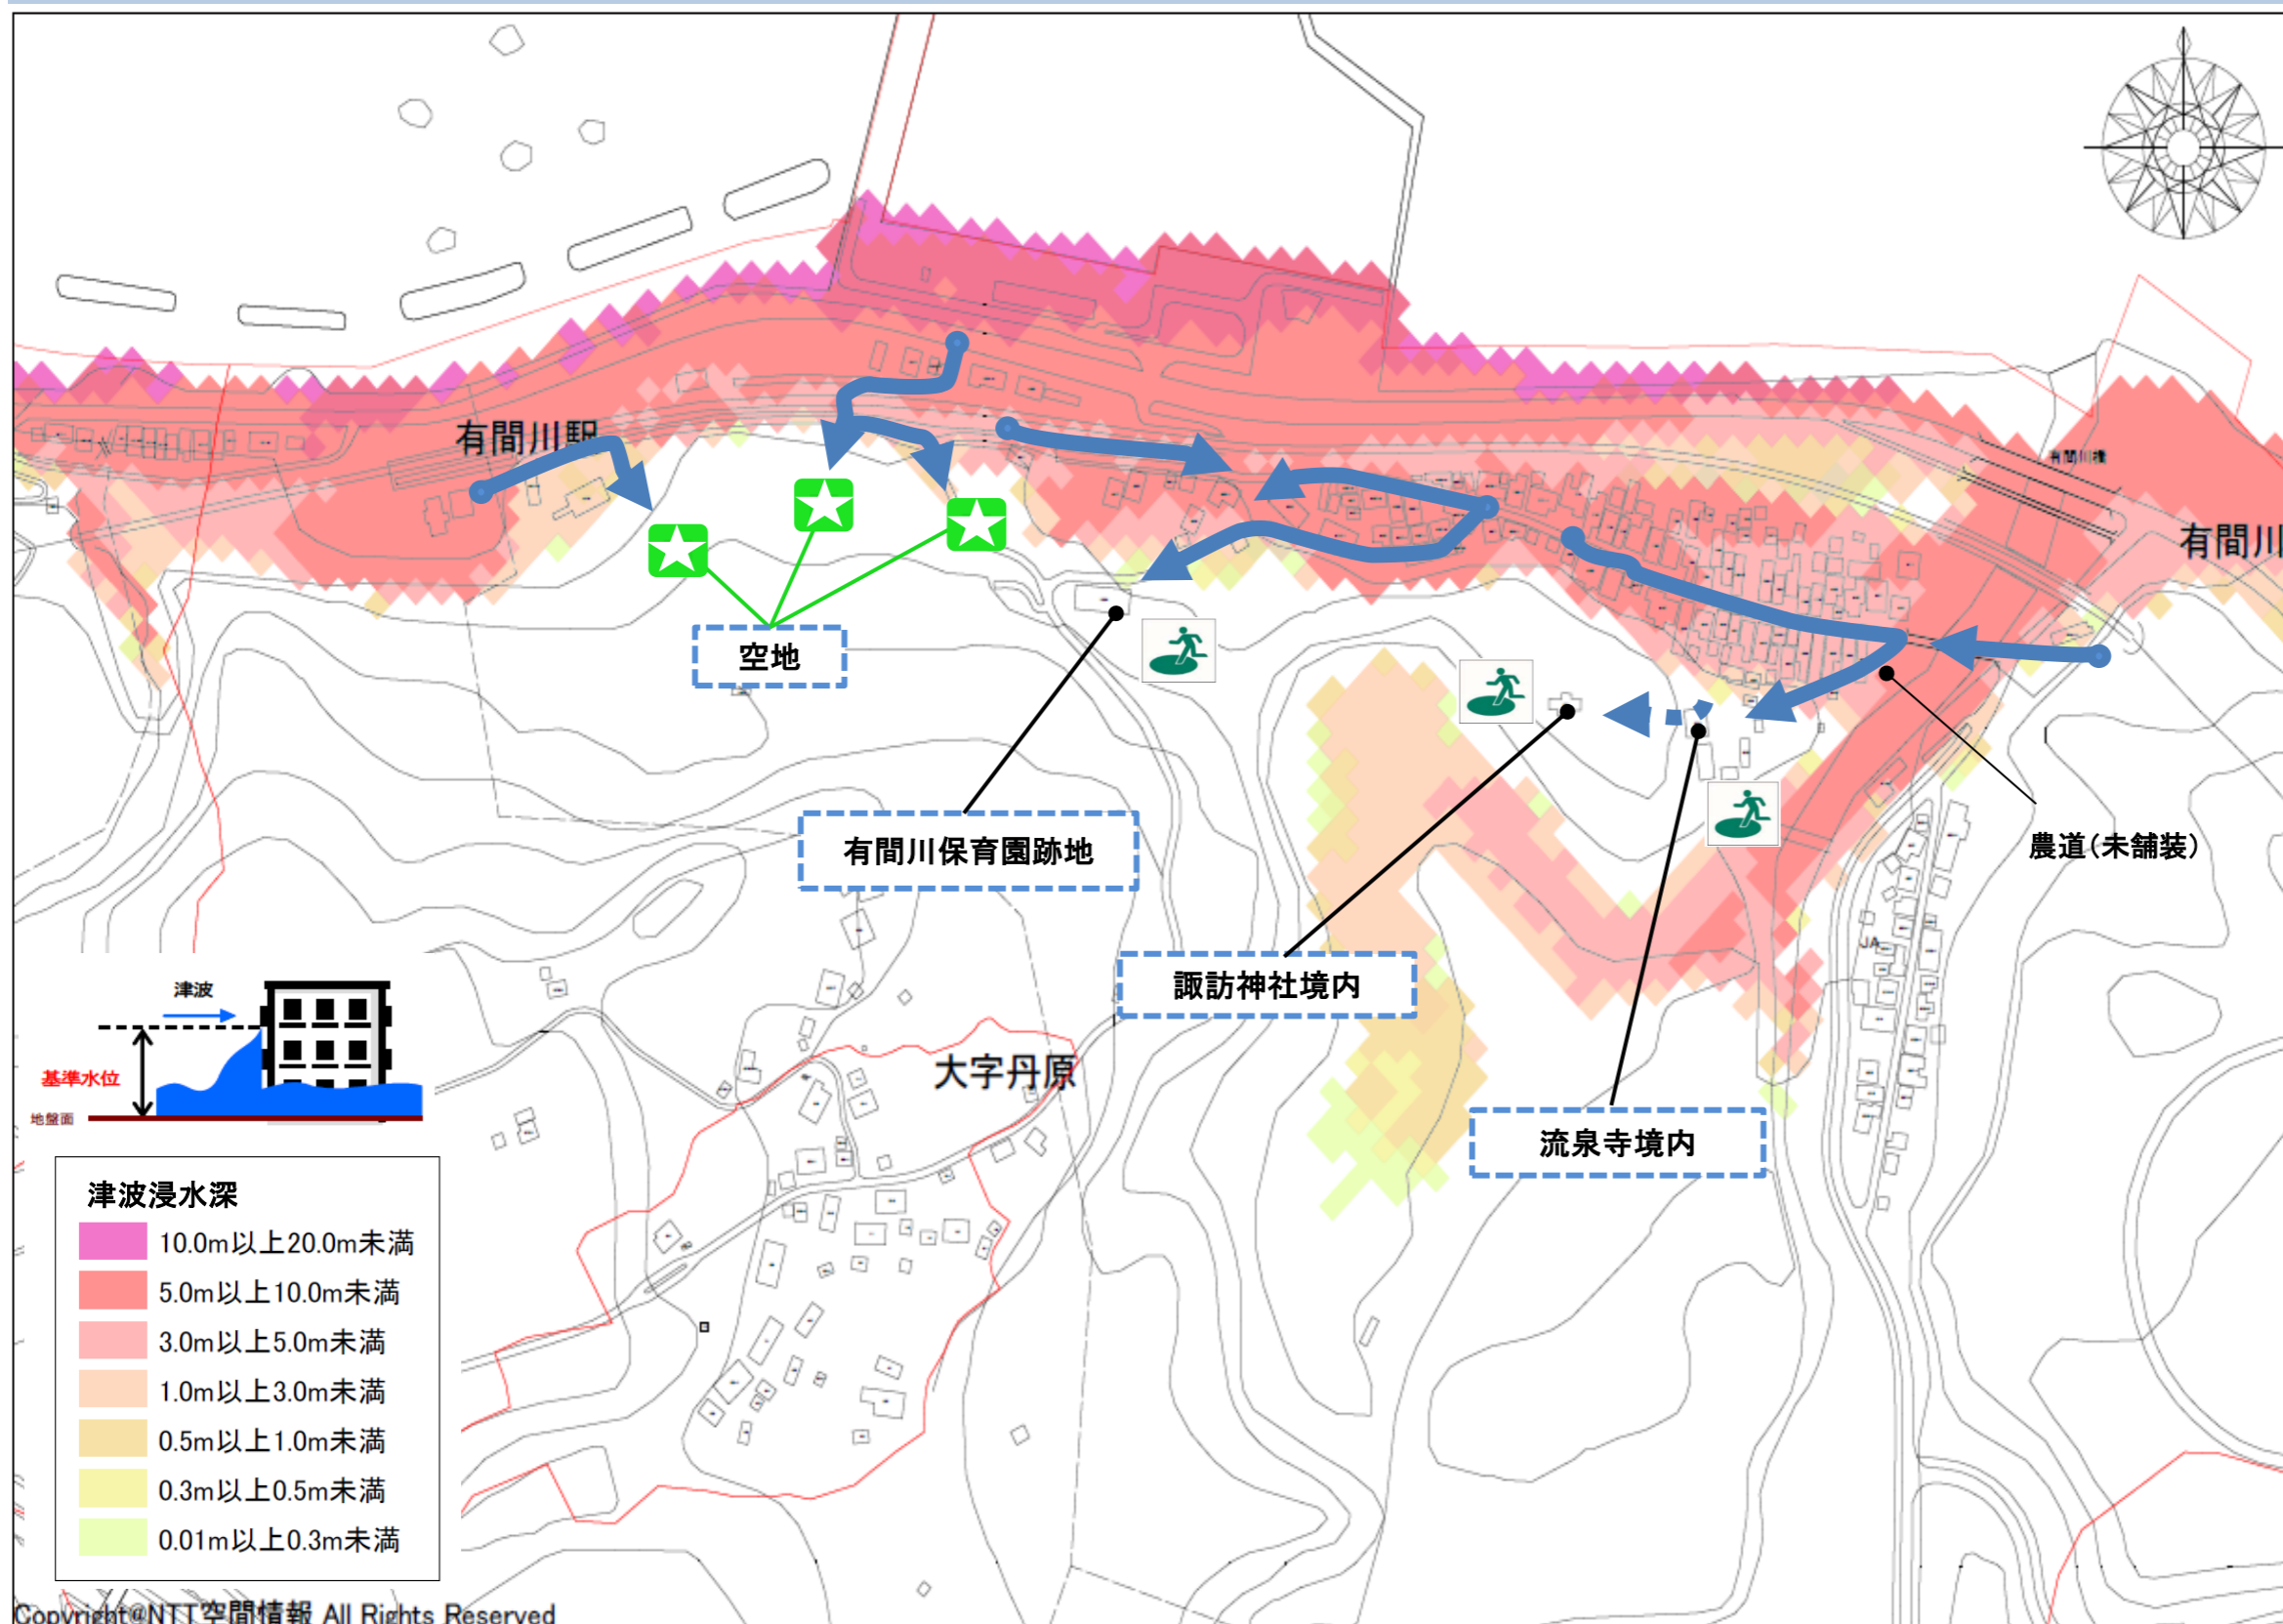 有間川駅
有間川橋
有間川
空地
有間川保育園跡地
農道(未舗装)
JA
諏訪神社境内
大字丹原
流泉寺境内
津波
基準水位
地盤面
津波浸水深
10.0m以上20.0m未満
5.0m以上10.0m未満
3.0m以上5.0m未満
1.0m以上3.0m未満
0.5m以上1.0m未満
0.3m以上0.5m未満
0.01m以上0.3m未満
Copyright@NTT空間情報 All Rights Reserved